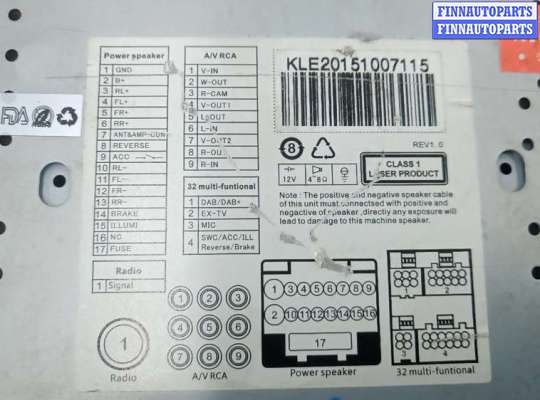 FINNAUTOPARTS
FINNAUTOPARTS
FINNAUTOPARTS
FDA
Power speaker
1 GND
2 B+
3 RL+
4 FL+
5 FR+
6 RR+
7 ANT&AMP-CON
8 REVERSE
9 ACC
10 RL-
11 FL-
12 FR-
13 RR-
14 BRAKE
15 ILLUMI
16 NC
17 FUSE
Radio
1 Signal
A/V RCA
1 V-IN
2 W-OUT
3 R-CAM
4 V-OUT1
5 L-OUT
6 L-IN
7 V-OUT2
8 R-OUT
9 R-IN
32 multi-funtional
1 DAB/DAB+
2 EX-TV
3 MIC
4 SWC/ACC/ILL
Reverse/Brake
KLE20151007115
8
REV1.0
12V 4~8Ω
CLASS 1
LASER PRODUCT
Note : The positive and negative speaker cable
of this unit must connectsed with positive and
negactive of speaker ,directly any exposure will
lead to damage to this machine speaker.
1
Radio
1 2 3
4 5 6
7 8 9
A/V RCA
1 3 4 5 6 7 8 9
2 10 11 12 13 14 15 16
17
Power speaker
1 2
3 4
32 multi-funtional